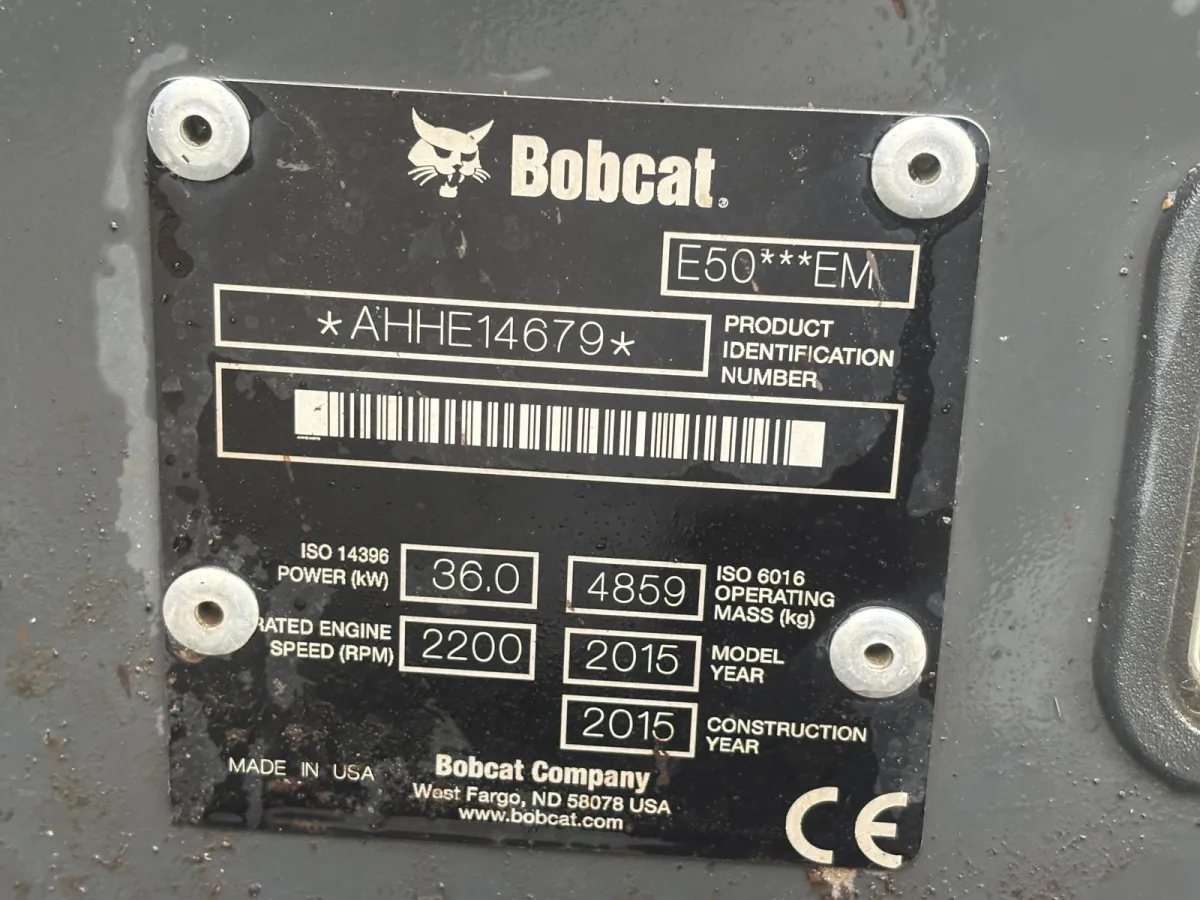 Bobcat®
E50***EM
*AHHE14679*
PRODUCT
IDENTIFICATION
NUMBER
ISO 14396
POWER (kW)
36.0
4859
ISO 6016
OPERATING
MASS (kg)
RATED ENGINE
SPEED (RPM)
2200
2015
MODEL
YEAR
2015
CONSTRUCTION
YEAR
MADE IN USA
Bobcat Company
West Fargo, ND 58078 USA
www.bobcat.com
CE